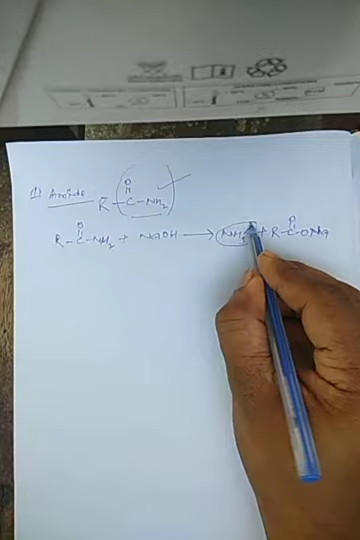 1) Amide R-C(=O)-NH2
R-C(=O)-NH2 + NaOH → NH3 + R-C(=O)-ONa